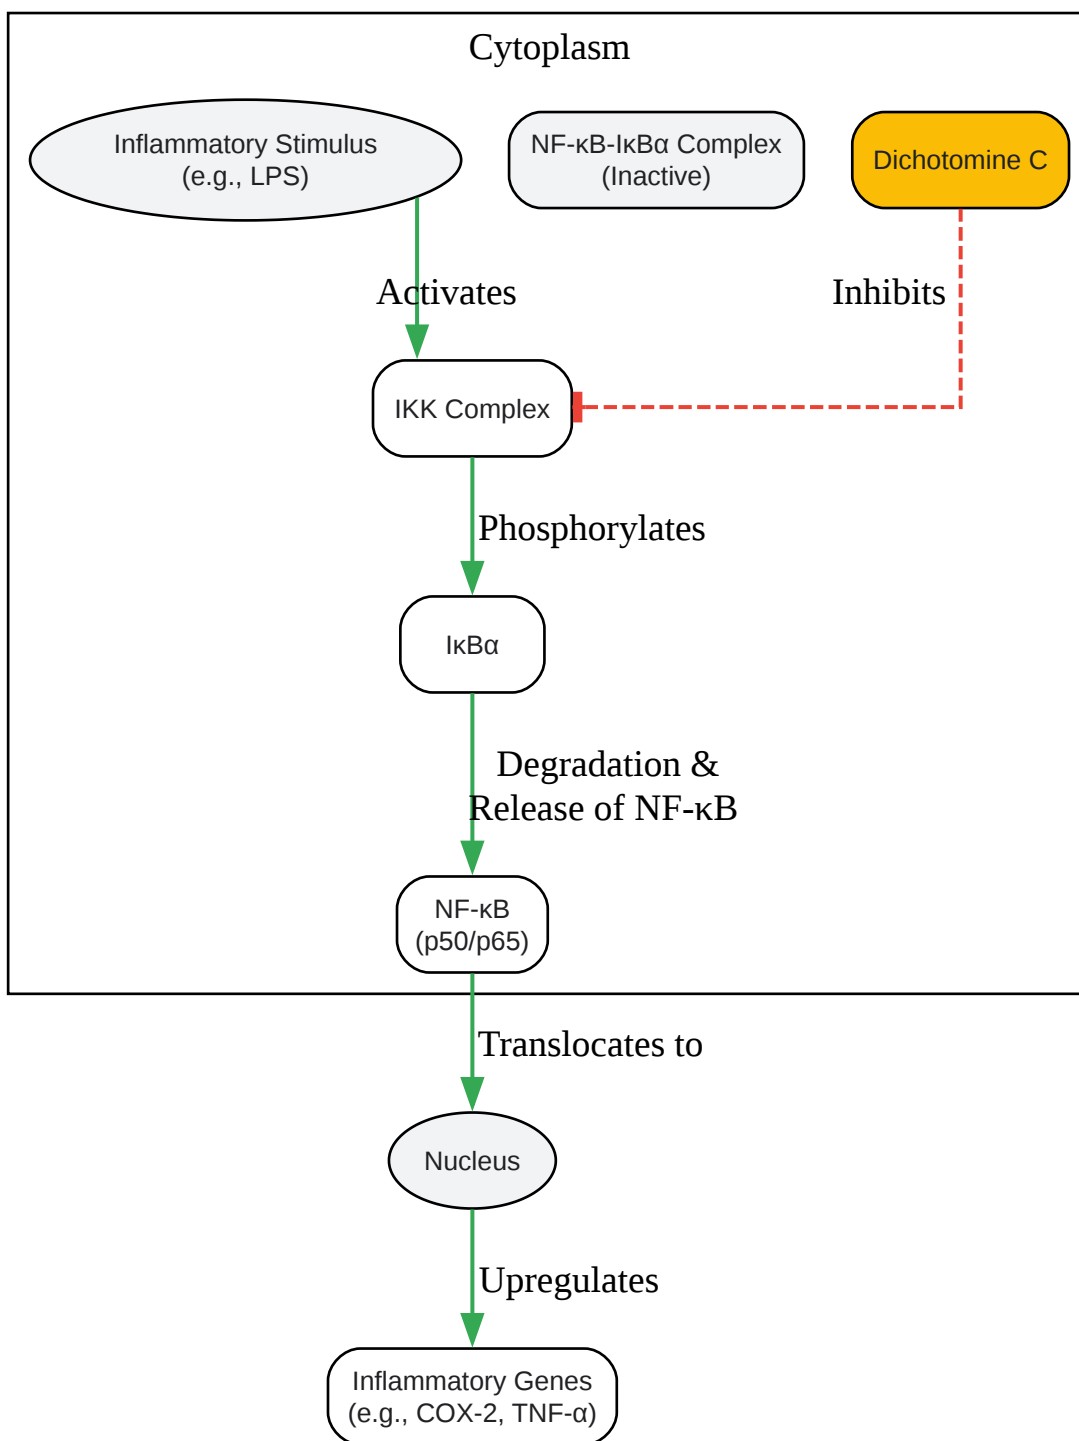 Cytoplasm
Inflammatory Stimulus
(e.g., LPS)
NF-κB-IκBα Complex
(Inactive)
Dichotomine C
Activates
Inhibits
IKK Complex
Phosphorylates
IκBα
Degradation &
Release of NF-κB
NF-κB
(p50/p65)
Translocates to
Nucleus
Upregulates
Inflammatory Genes
(e.g., COX-2, TNF-α)